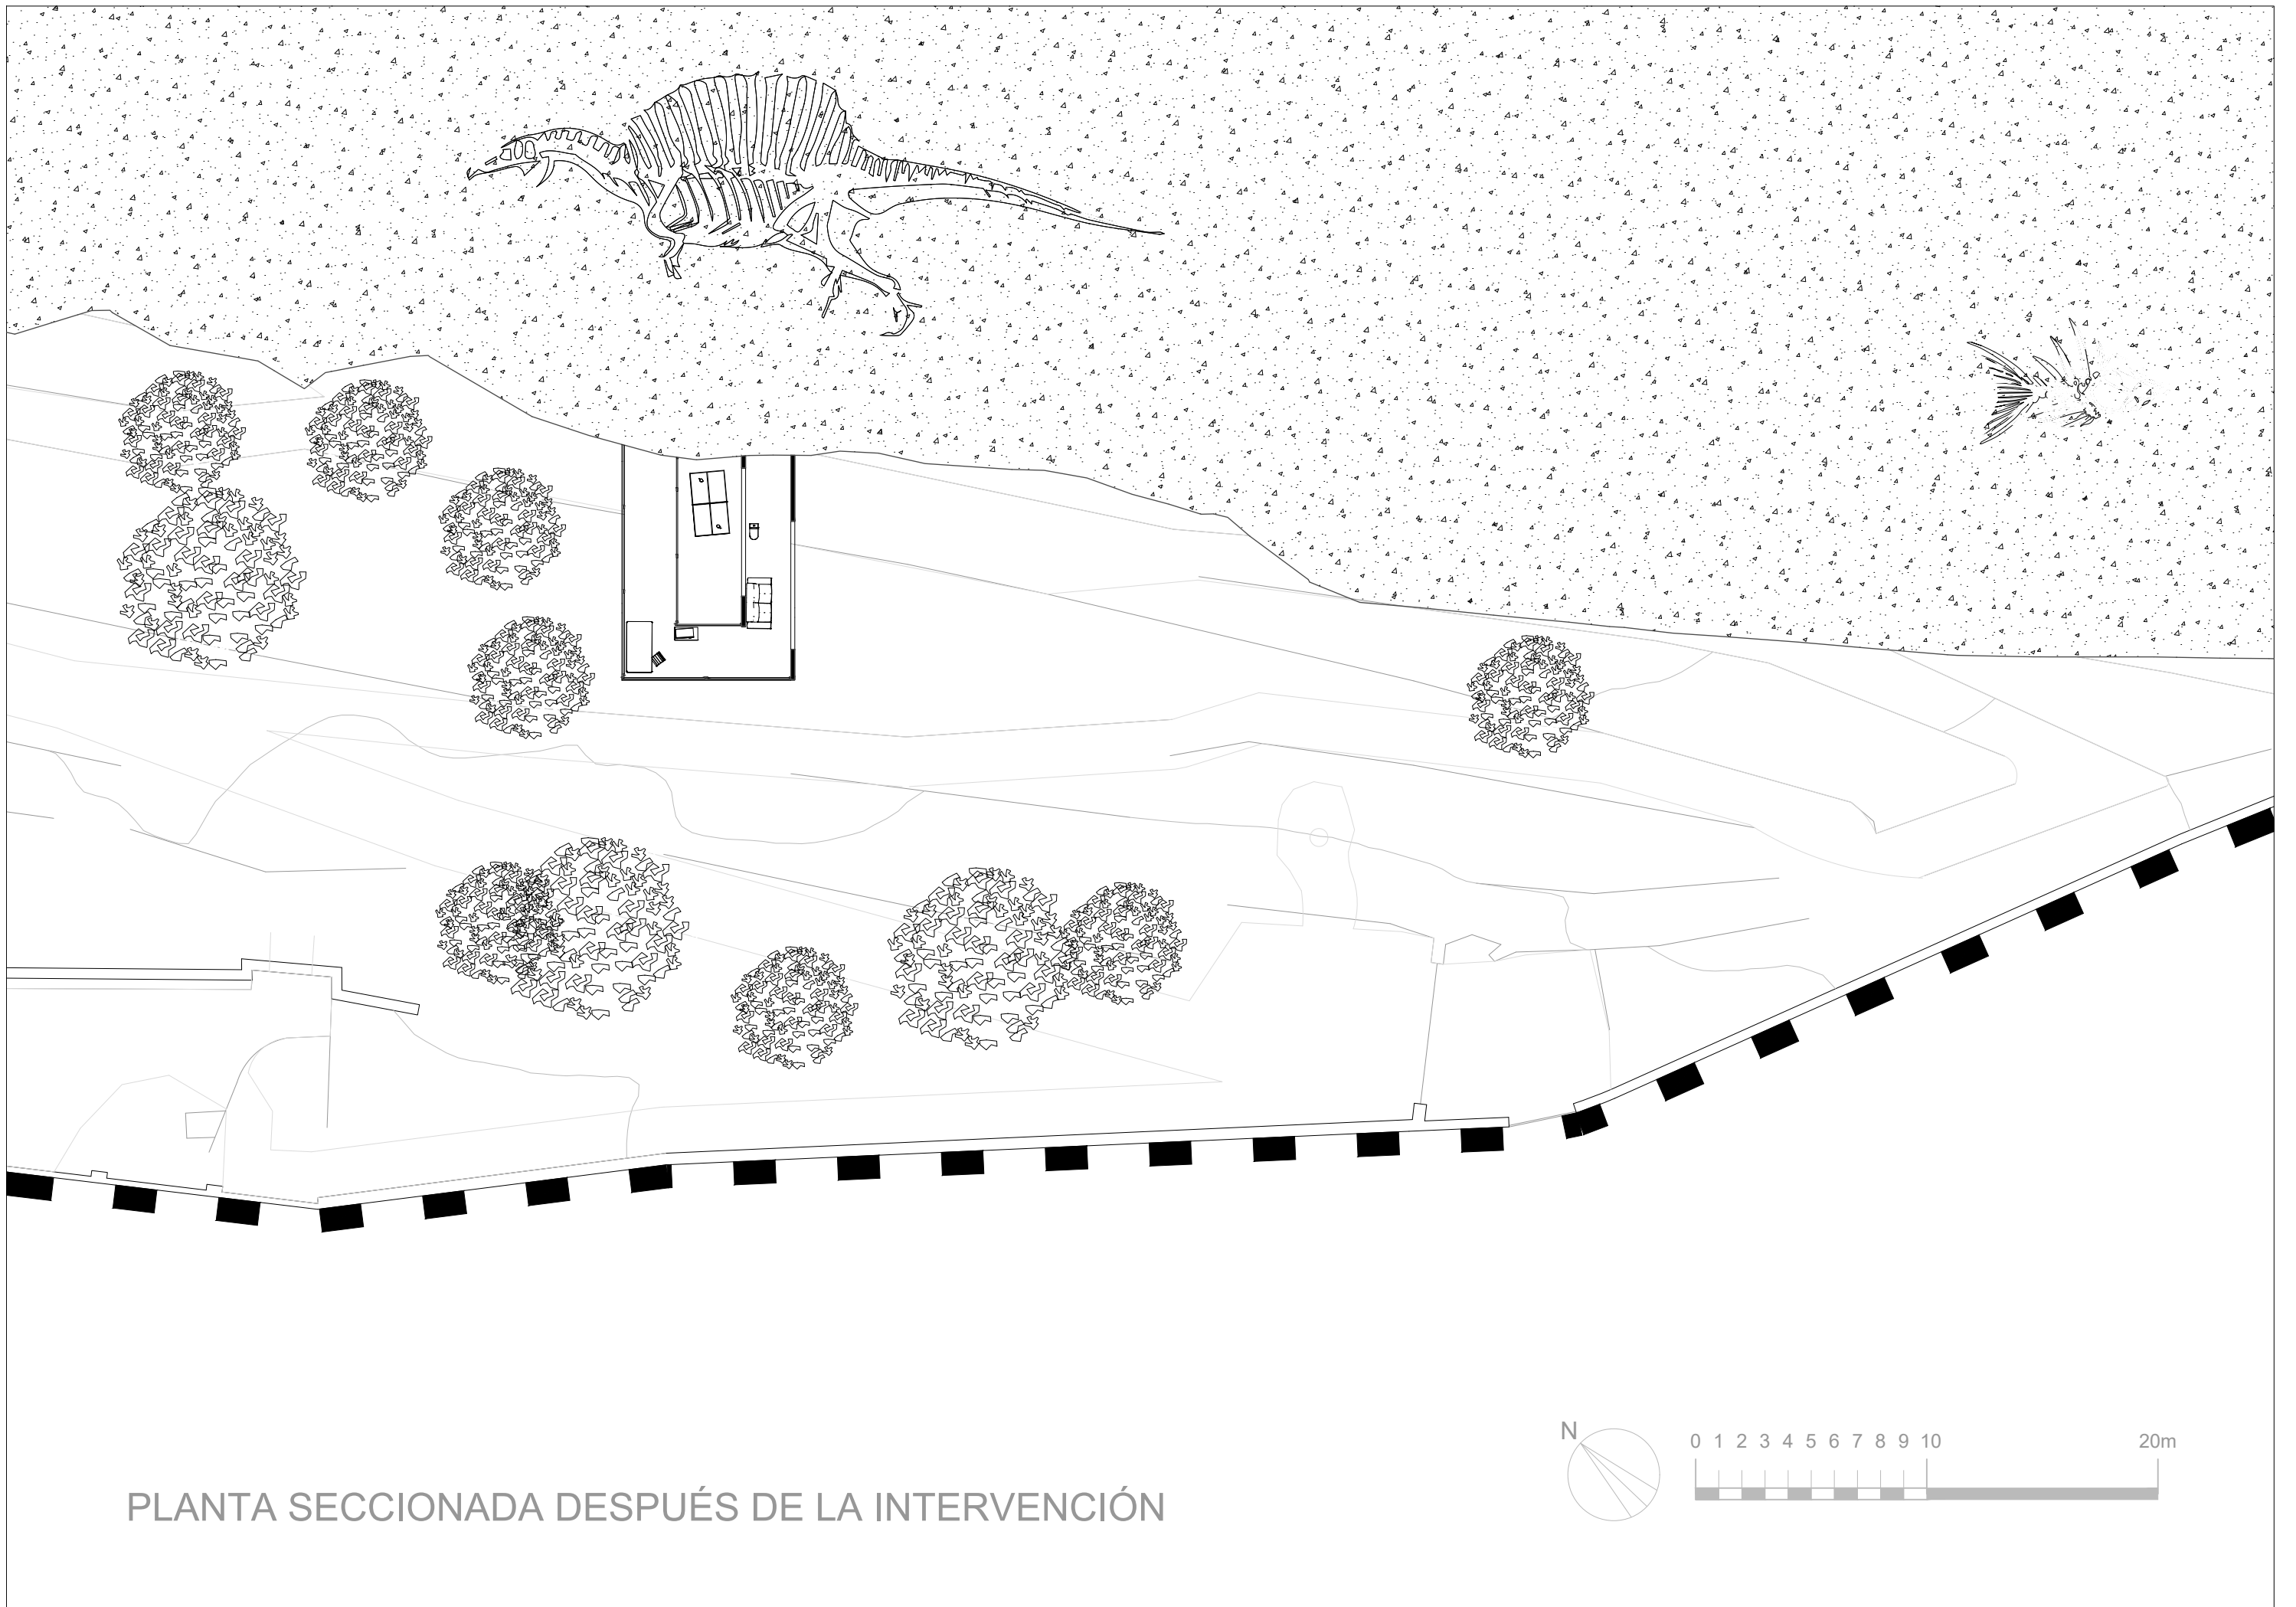 N
0 1 2 3 4 5 6 7 8 9 10 20m
PLANTA SECCIONADA DESPUÉS DE LA INTERVENCIÓN